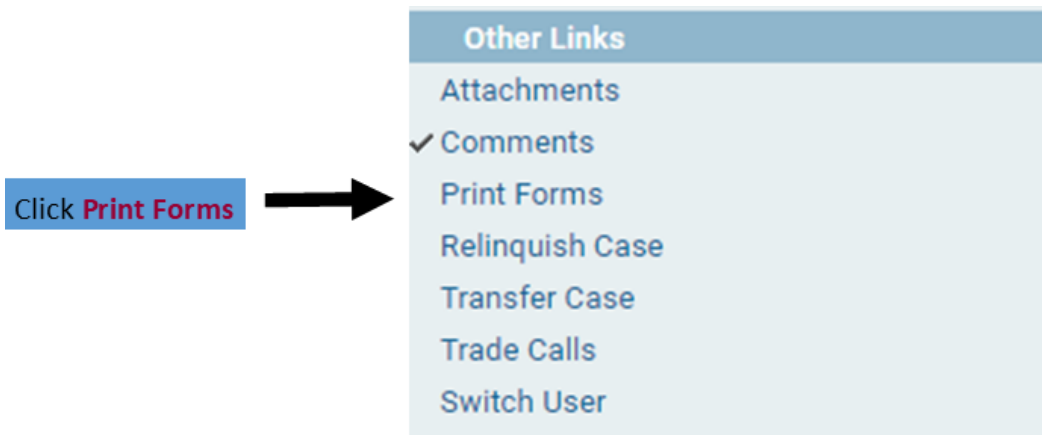 Other Links
Attachments
Comments
Click Print Forms
Print Forms
Relinquish Case
Transfer Case
Trade Calls
Switch User